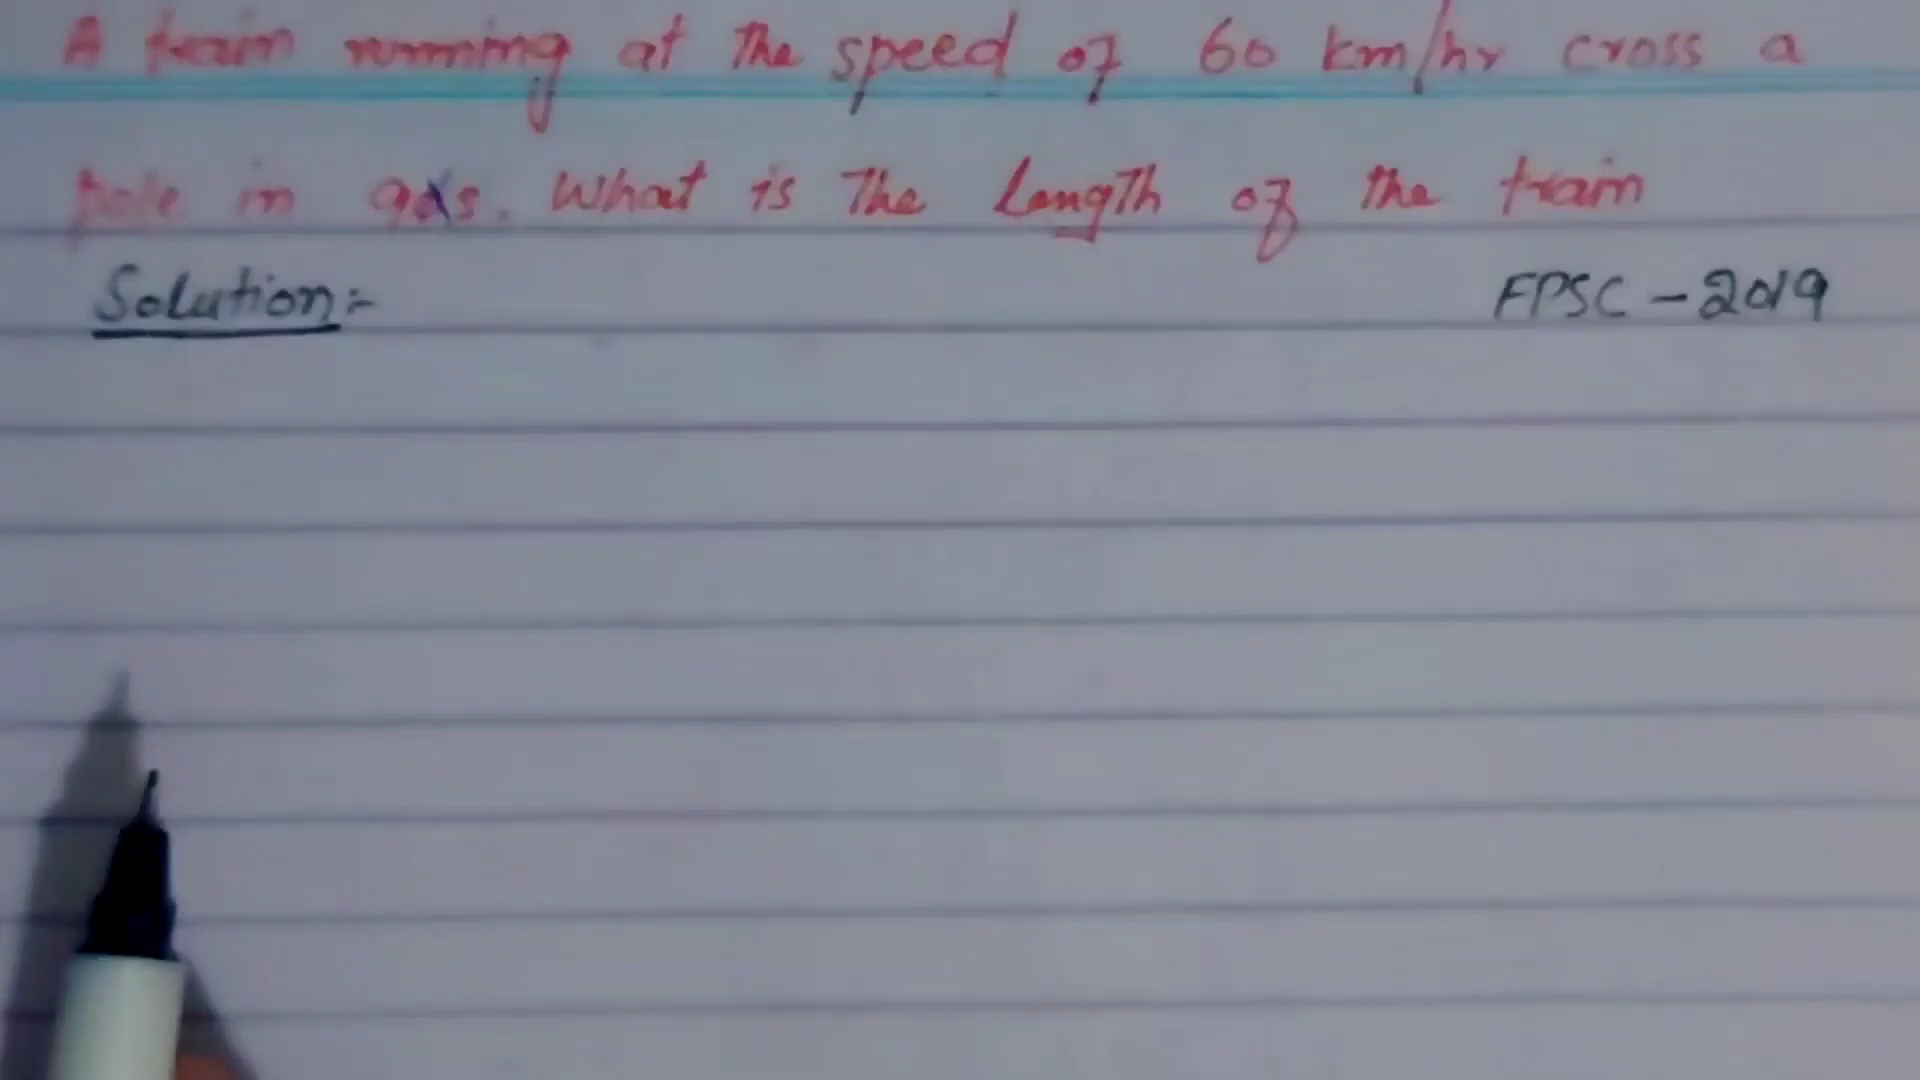 A train running at the speed of 60 km/hr cross a
pole in 9s. What is the Length of the train
Solution:-
FPSC - 2019